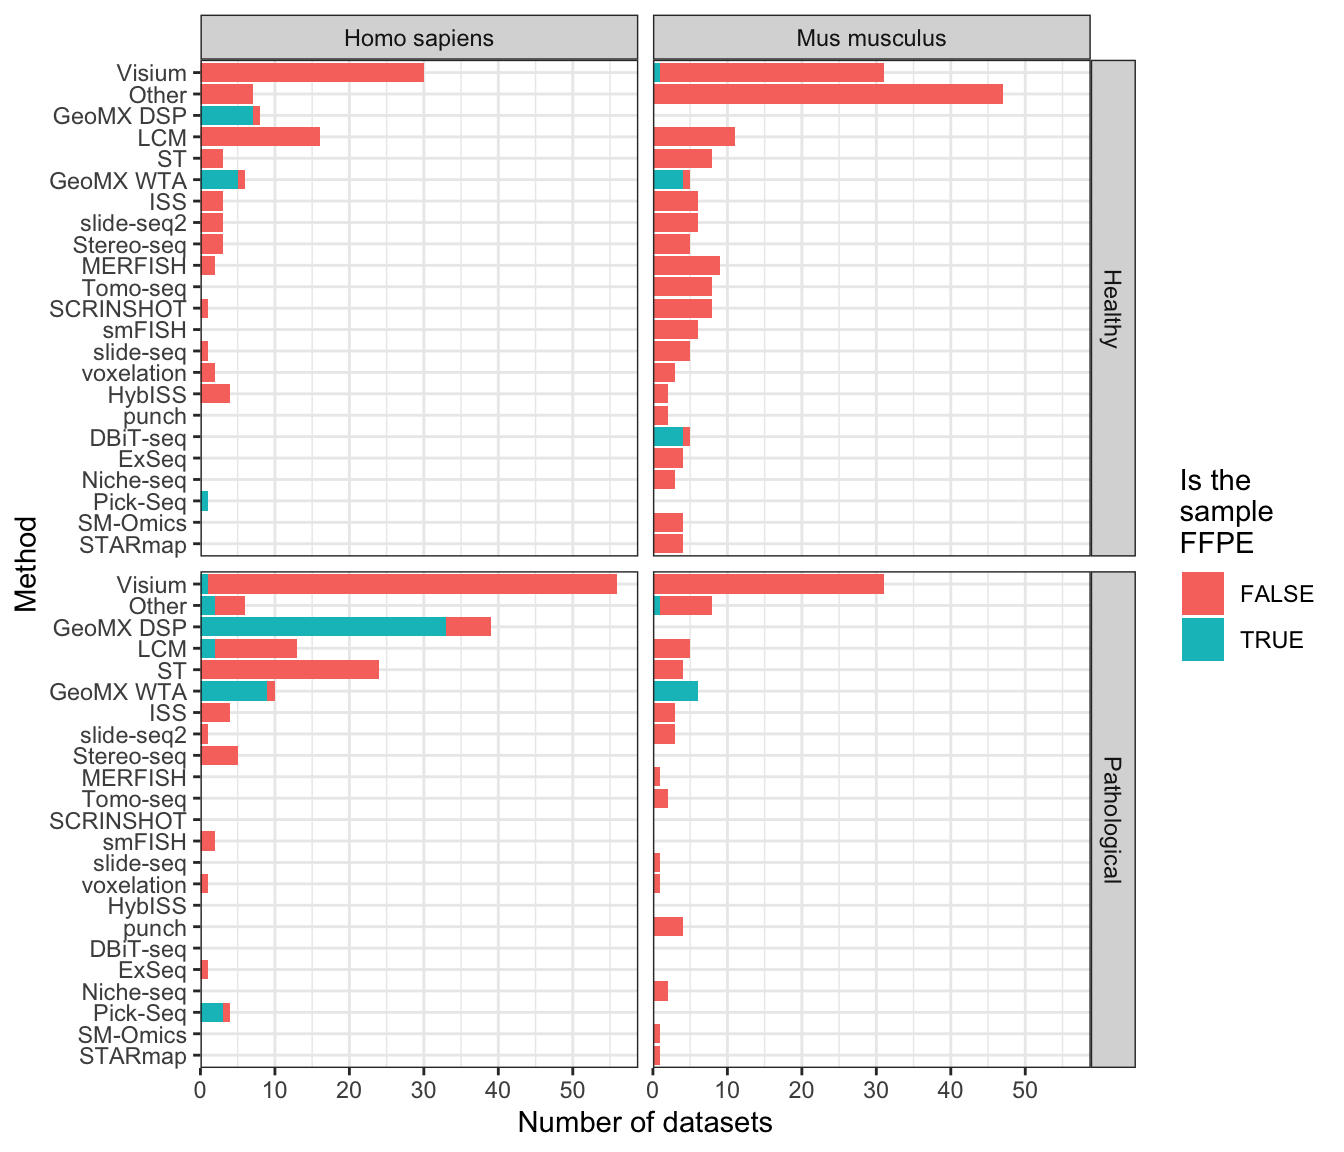 Homo sapiens
Mus musculus
Visium
Other
GeoMX DSP
LCM
ST
GeoMX WTA
ISS
slide-seq2
Stereo-seq
MERFISH
Tomo-seq
SCRINSHOT
smFISH
slide-seq
voxelation
HybISS
punch
DBiT-seq
ExSeq
Niche-seq
Pick-Seq
SM-Omics
STARmap
Healthy
Method
Visium
Other
GeoMX DSP
LCM
ST
GeoMX WTA
ISS
slide-seq2
Stereo-seq
MERFISH
Tomo-seq
SCRINSHOT
smFISH
slide-seq
voxelation
HybISS
punch
DBiT-seq
ExSeq
Niche-seq
Pick-Seq
SM-Omics
STARmap
Pathological
0 10 20 30 40 50
0 10 20 30 40 50
Number of datasets
Is the
sample
FFPE
FALSE
TRUE